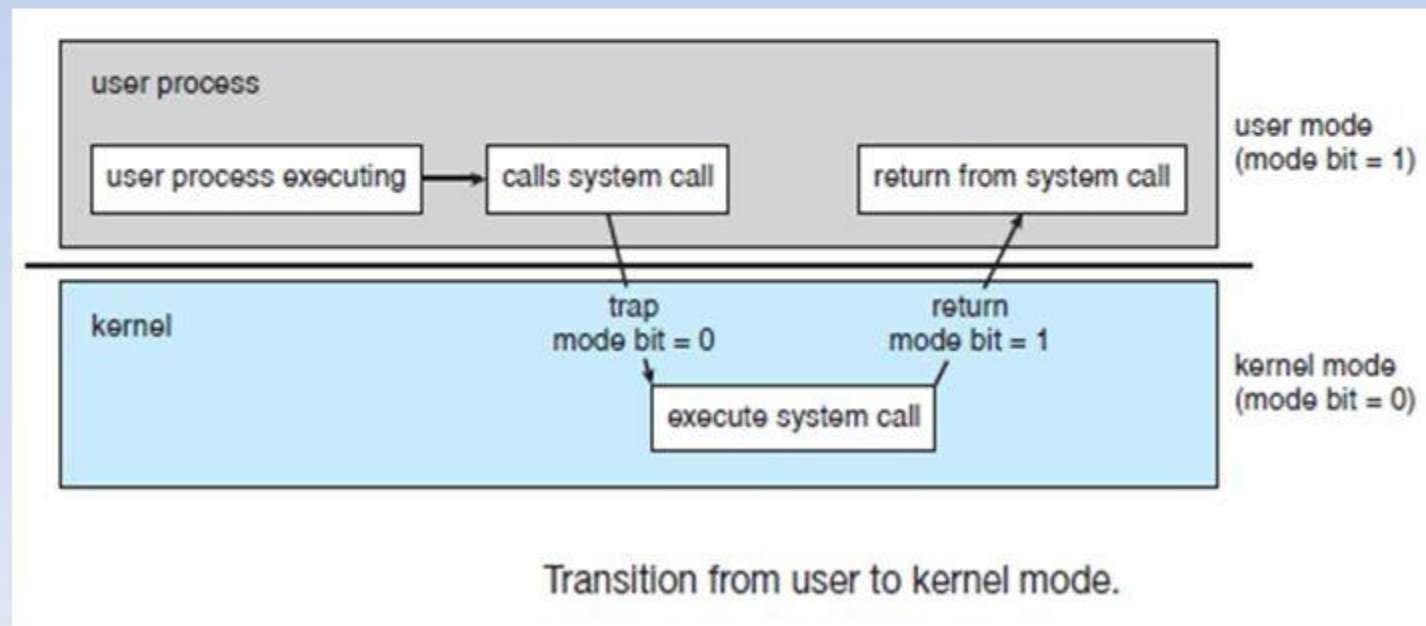 user process
user process executing
calls system call
return from system call
user mode
(mode bit = 1)
kernel
trap
mode bit = 0
return
mode bit = 1
execute system call
kernel mode
(mode bit = 0)
Transition from user to kernel mode.